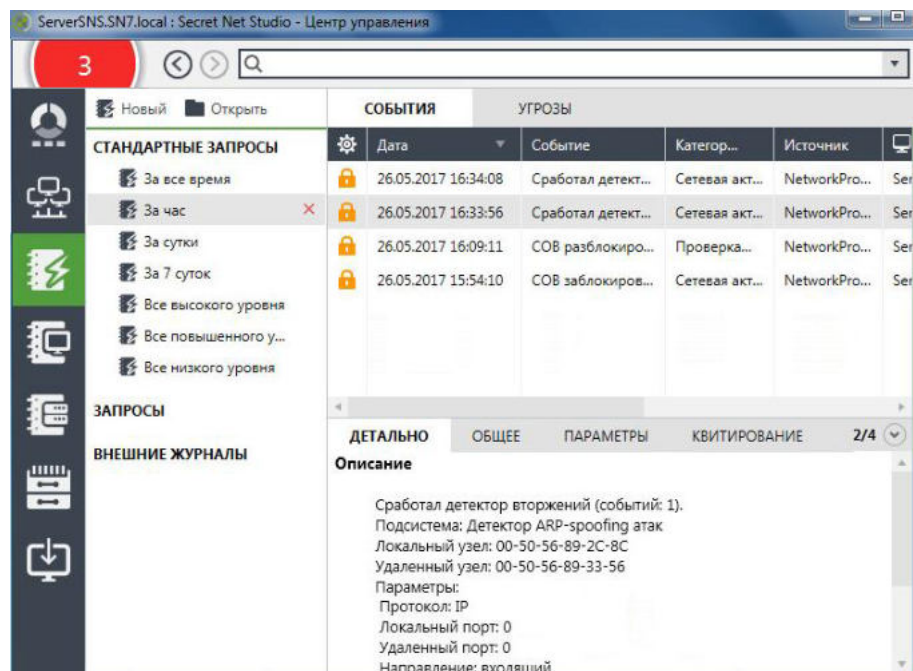 ServerSNS.SN7.local : Secret Net Studio - Центр управления
3
Новый Открыть
СТАНДАРТНЫЕ ЗАПРОСЫ
За все время
За час
За сутки
За 7 суток
Все высокого уровня
Все повышенного у...
Все низкого уровня
ЗАПРОСЫ
ВНЕШНИЕ ЖУРНАЛЫ
СОБЫТИЯ УГРОЗЫ
Дата Событие Категор... Источник
26.05.2017 16:34:08 Сработал детект... Сетевая акт... NetworkPro... Ser
26.05.2017 16:33:56 Сработал детект... Сетевая акт... NetworkPro... Ser
26.05.2017 16:09:11 СОВ разблокиро... Проверка... NetworkPro... Ser
26.05.2017 15:54:10 СОВ заблокиров... Сетевая акт... NetworkPro... Ser
ДЕТАЛЬНО ОБЩЕЕ ПАРАМЕТРЫ КВИТИРОВАНИЕ 2/4
Описание
Сработал детектор вторжений (событий: 1).
Подсистема: Детектор ARP-spoofing атак
Локальный узел: 00-50-56-89-2C-8C
Удаленный узел: 00-50-56-89-33-56
Параметры:
Протокол: IP
Локальный порт: 0
Удаленный порт: 0
Направление: входящий